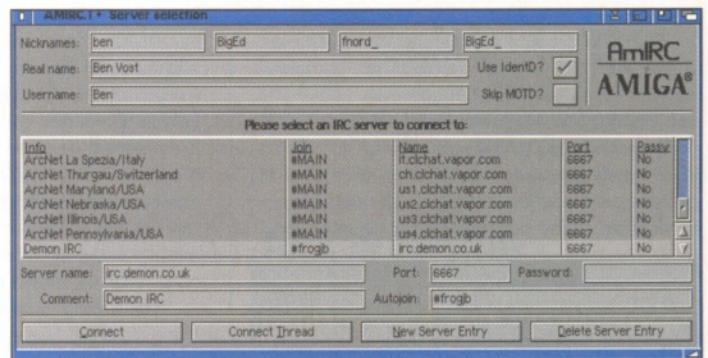 AMIRC.1+ Server selection
Nicknames: ben BigEd fnord_ BigEd_
Real name: Ben Vost Use IdentD?
Username: Ben Skip MOTD?
AmIRC
AMIGA®
Please select an IRC server to connect to:
Info Join Name Port Passw
ArcNet La Spezia/Italy #MAIN it.clchat.vapor.com 6667 No
ArcNet Thurgau/Switzerland #MAIN ch.clchat.vapor.com 6667 No
ArcNet Maryland/USA #MAIN us1.clchat.vapor.com 6667 No
ArcNet Nebraska/USA #MAIN us2.clchat.vapor.com 6667 No
ArcNet Illinois/USA #MAIN us3.clchat.vapor.com 6667 No
ArcNet Pennsylvania/USA #MAIN us4.clchat.vapor.com 6667 No
Demon IRC #frogjb irc.demon.co.uk 6667 No
Server name: irc.demon.co.uk Port: 6667 Password:
Comment: Demon IRC Autojoin: #frogjb
Connect Connect Thread New Server Entry Delete Server Entry